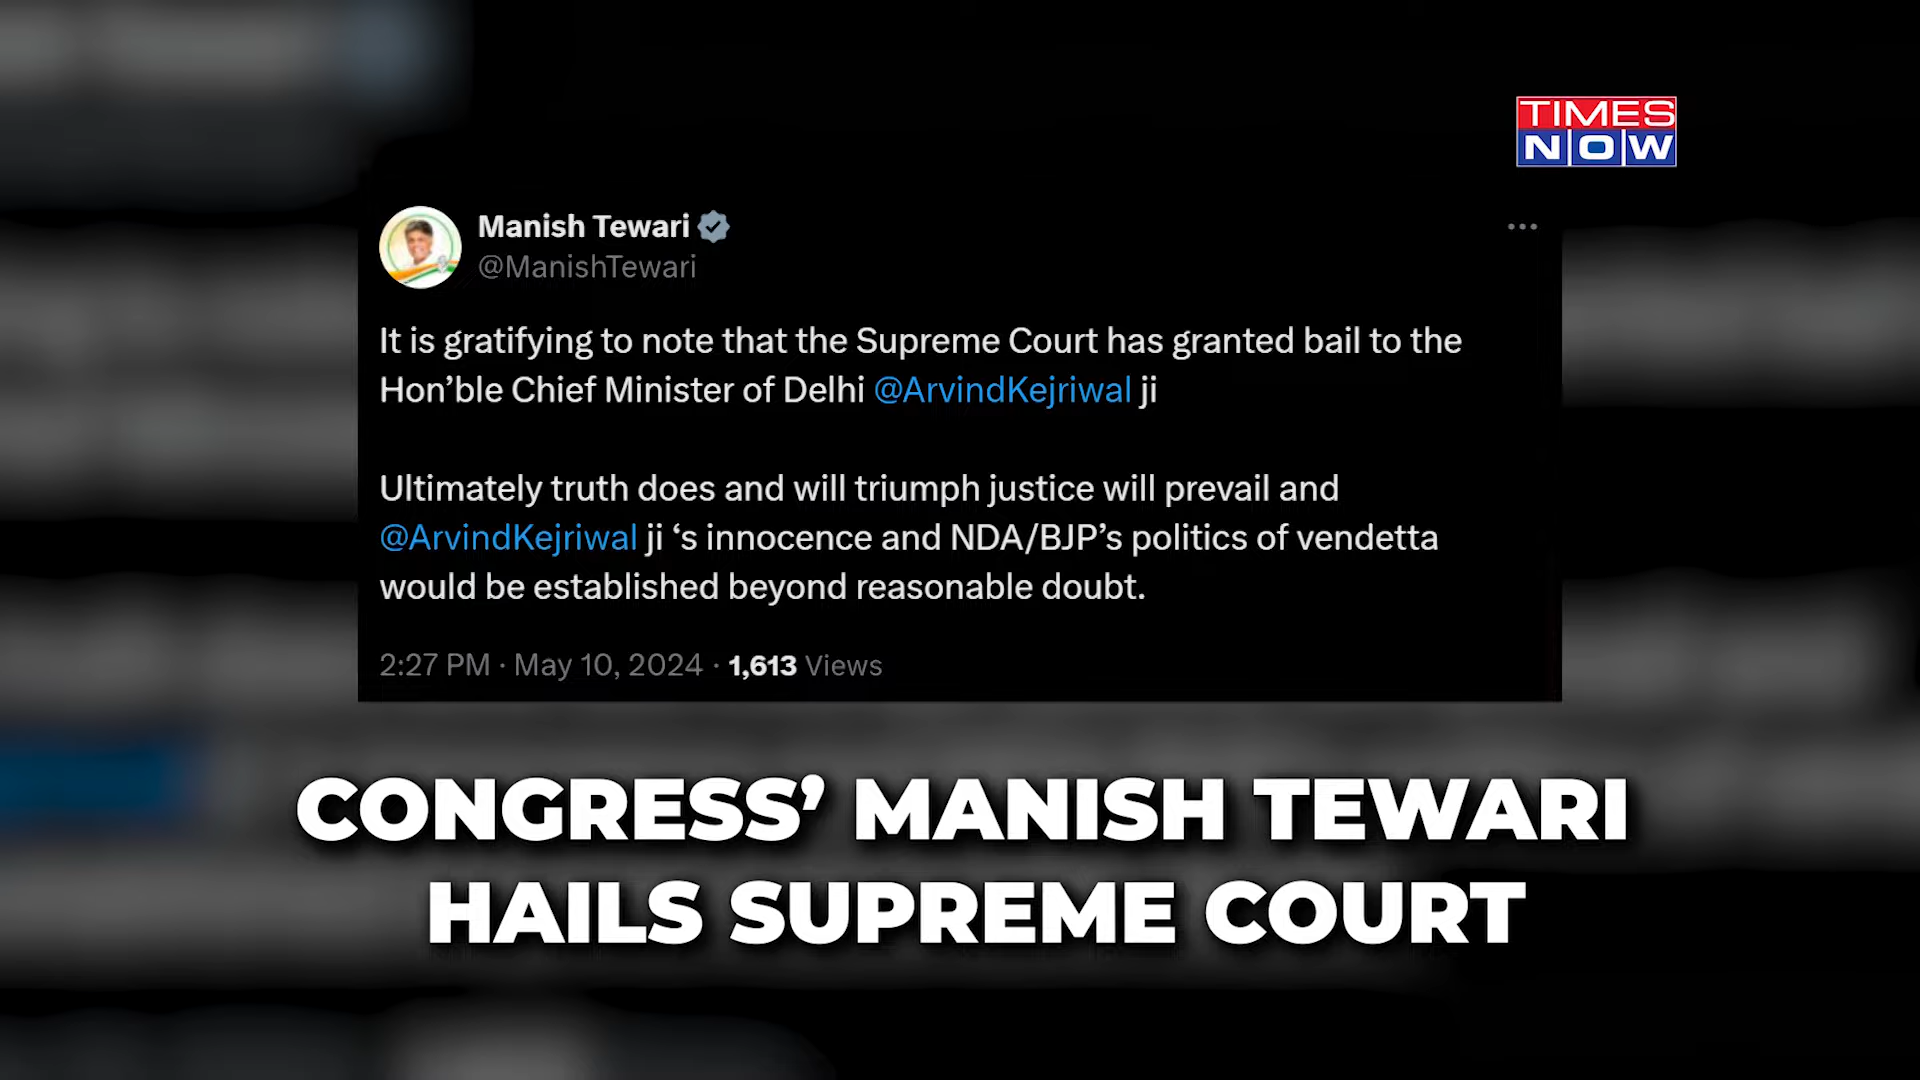 TIMES
NOW
Manish Tewari
@ManishTewari
It is gratifying to note that the Supreme Court has granted bail to the
Hon’ble Chief Minister of Delhi @ArvindKejriwal ji
Ultimately truth does and will triumph justice will prevail and
@ArvindKejriwal ji ‘s innocence and NDA/BJP’s politics of vendetta
would be established beyond reasonable doubt.
2:27 PM · May 10, 2024 · 1,613 Views
CONGRESS’ MANISH TEWARI
HAILS SUPREME COURT